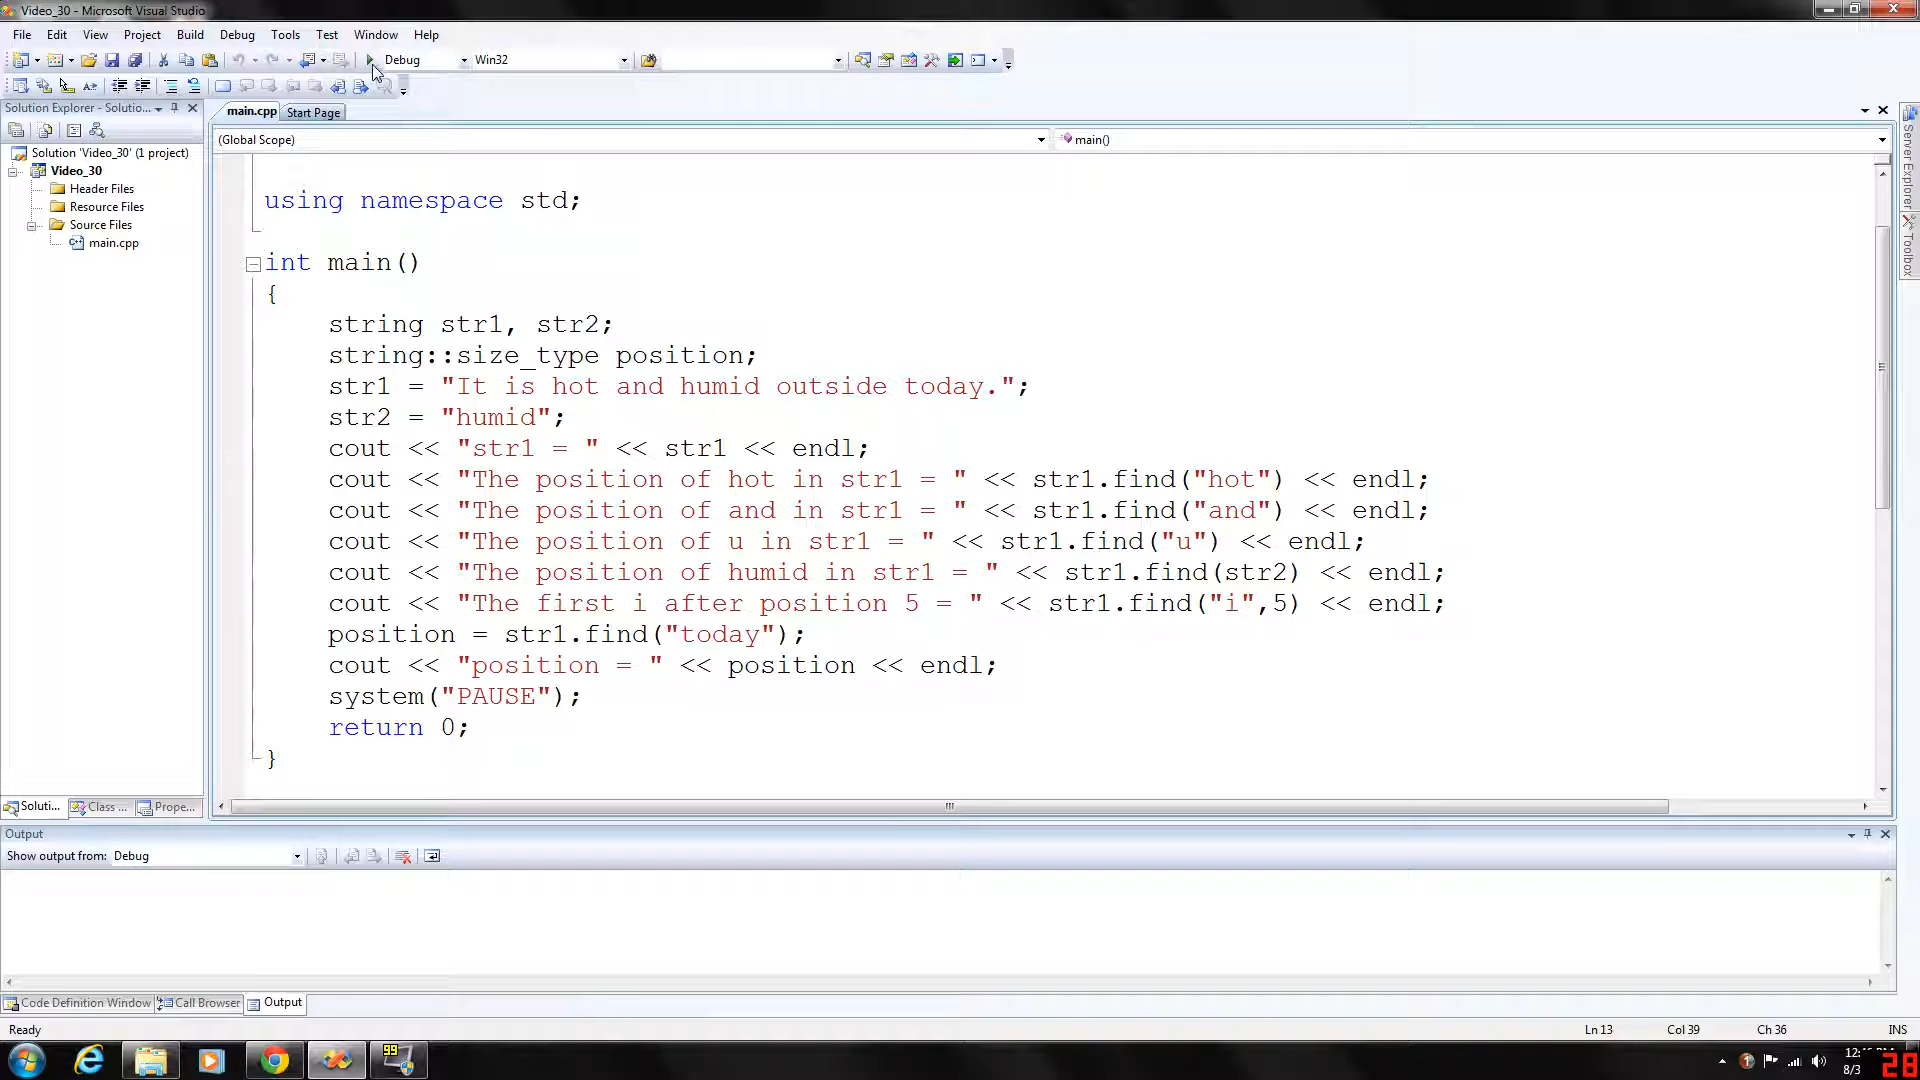 Video_30 - Microsoft Visual Studio
File Edit View Project Build Debug Tools Test Window Help
Debug Win32
Solution Explorer - Solutio...
main.cpp Start Page
(Global Scope) main()
Solution 'Video_30' (1 project)
Video_30
Header Files
Resource Files
Source Files
main.cpp
using namespace std;
int main()
{
string str1, str2;
string::size_type position;
str1 = "It is hot and humid outside today.";
str2 = "humid";
cout << "str1 = " << str1 << endl;
cout << "The position of hot in str1 = " << str1.find("hot") << endl;
cout << "The position of and in str1 = " << str1.find("and") << endl;
cout << "The position of u in str1 = " << str1.find("u") << endl;
cout << "The position of humid in str1 = " << str1.find(str2) << endl;
cout << "The first i after position 5 = " << str1.find("i",5) << endl;
position = str1.find("today");
cout << "position = " << position << endl;
system("PAUSE");
return 0;
}
Server Explorer
Toolbox
Soluti... Class ... Prope...
Output
Show output from: Debug
Code Definition Window Call Browser Output
Ready Ln 13 Col 39 Ch 36 INS
99
8/3
28